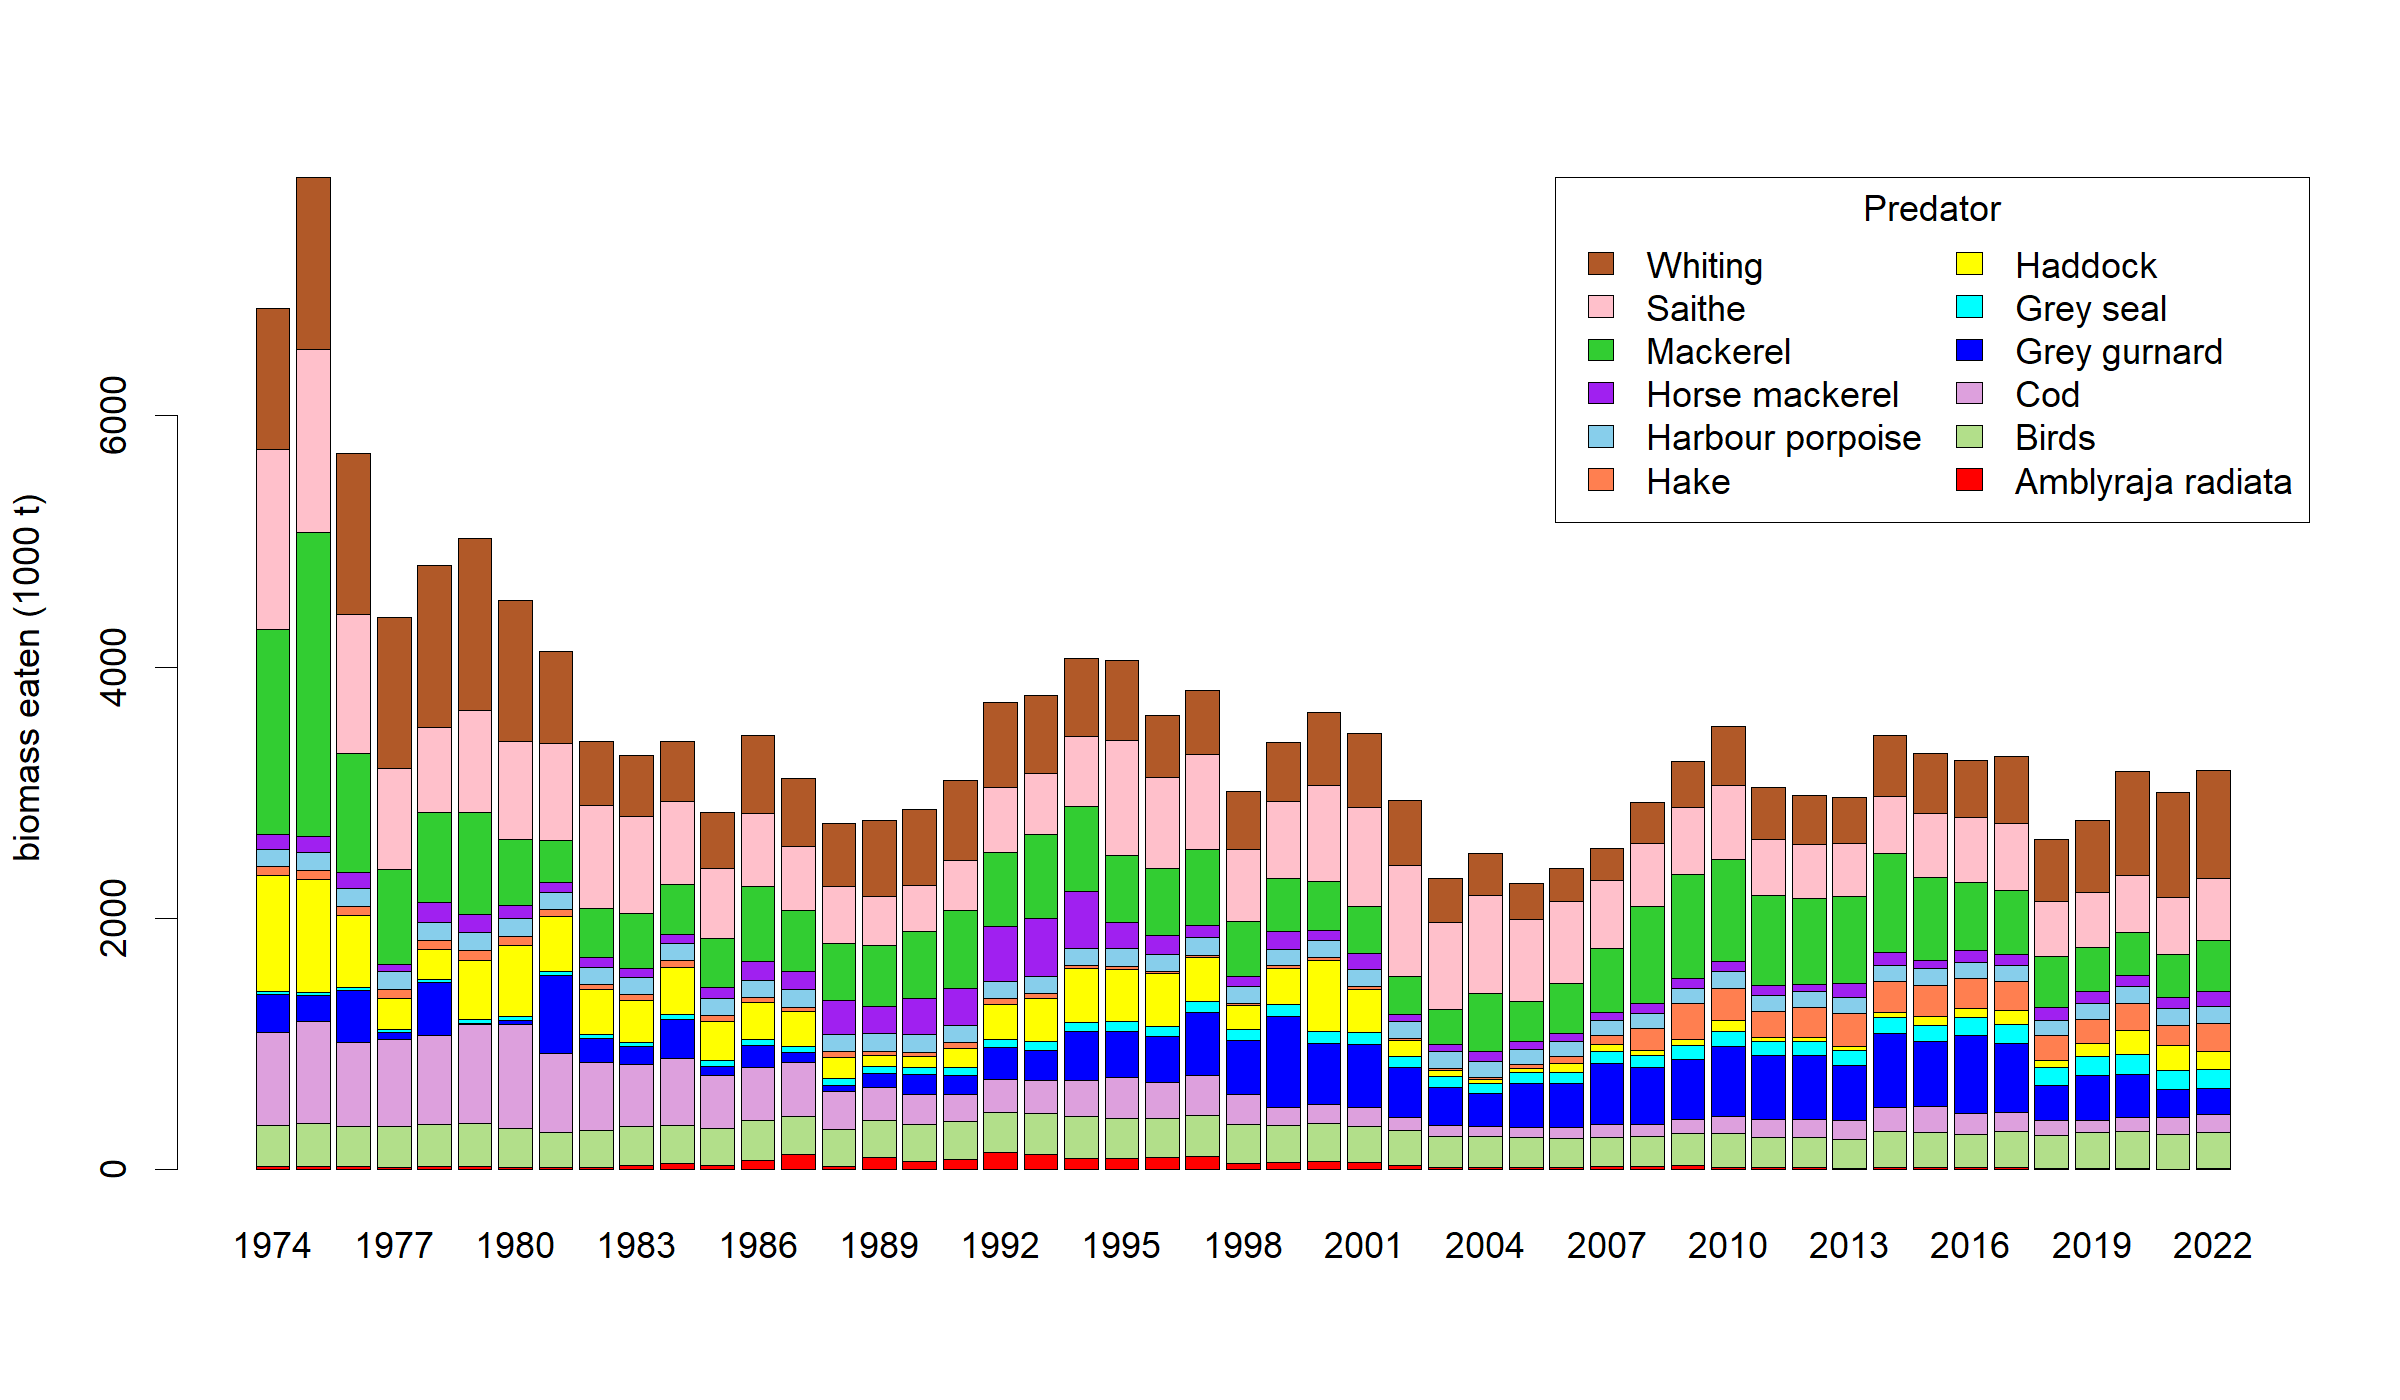 Predator
Whiting
Saithe
Mackerel
Horse mackerel
Harbour porpoise
Hake
Haddock
Grey seal
Grey gurnard
Cod
Birds
Amblyraja radiata
biomass eaten (1000 t)
6000
4000
2000
0
1974 1977 1980 1983 1986 1989 1992 1995 1998 2001 2004 2007 2010 2013 2016 2019 2022